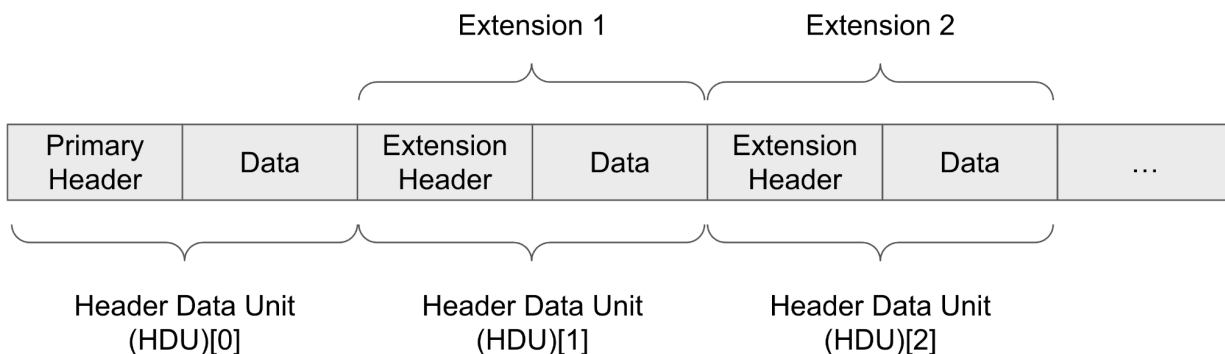 Extension 1
Extension 2
Primary
Header
Data
Extension
Header
Data
Extension
Header
Data
…
Header Data Unit
(HDU)[0]
Header Data Unit
(HDU)[1]
Header Data Unit
(HDU)[2]